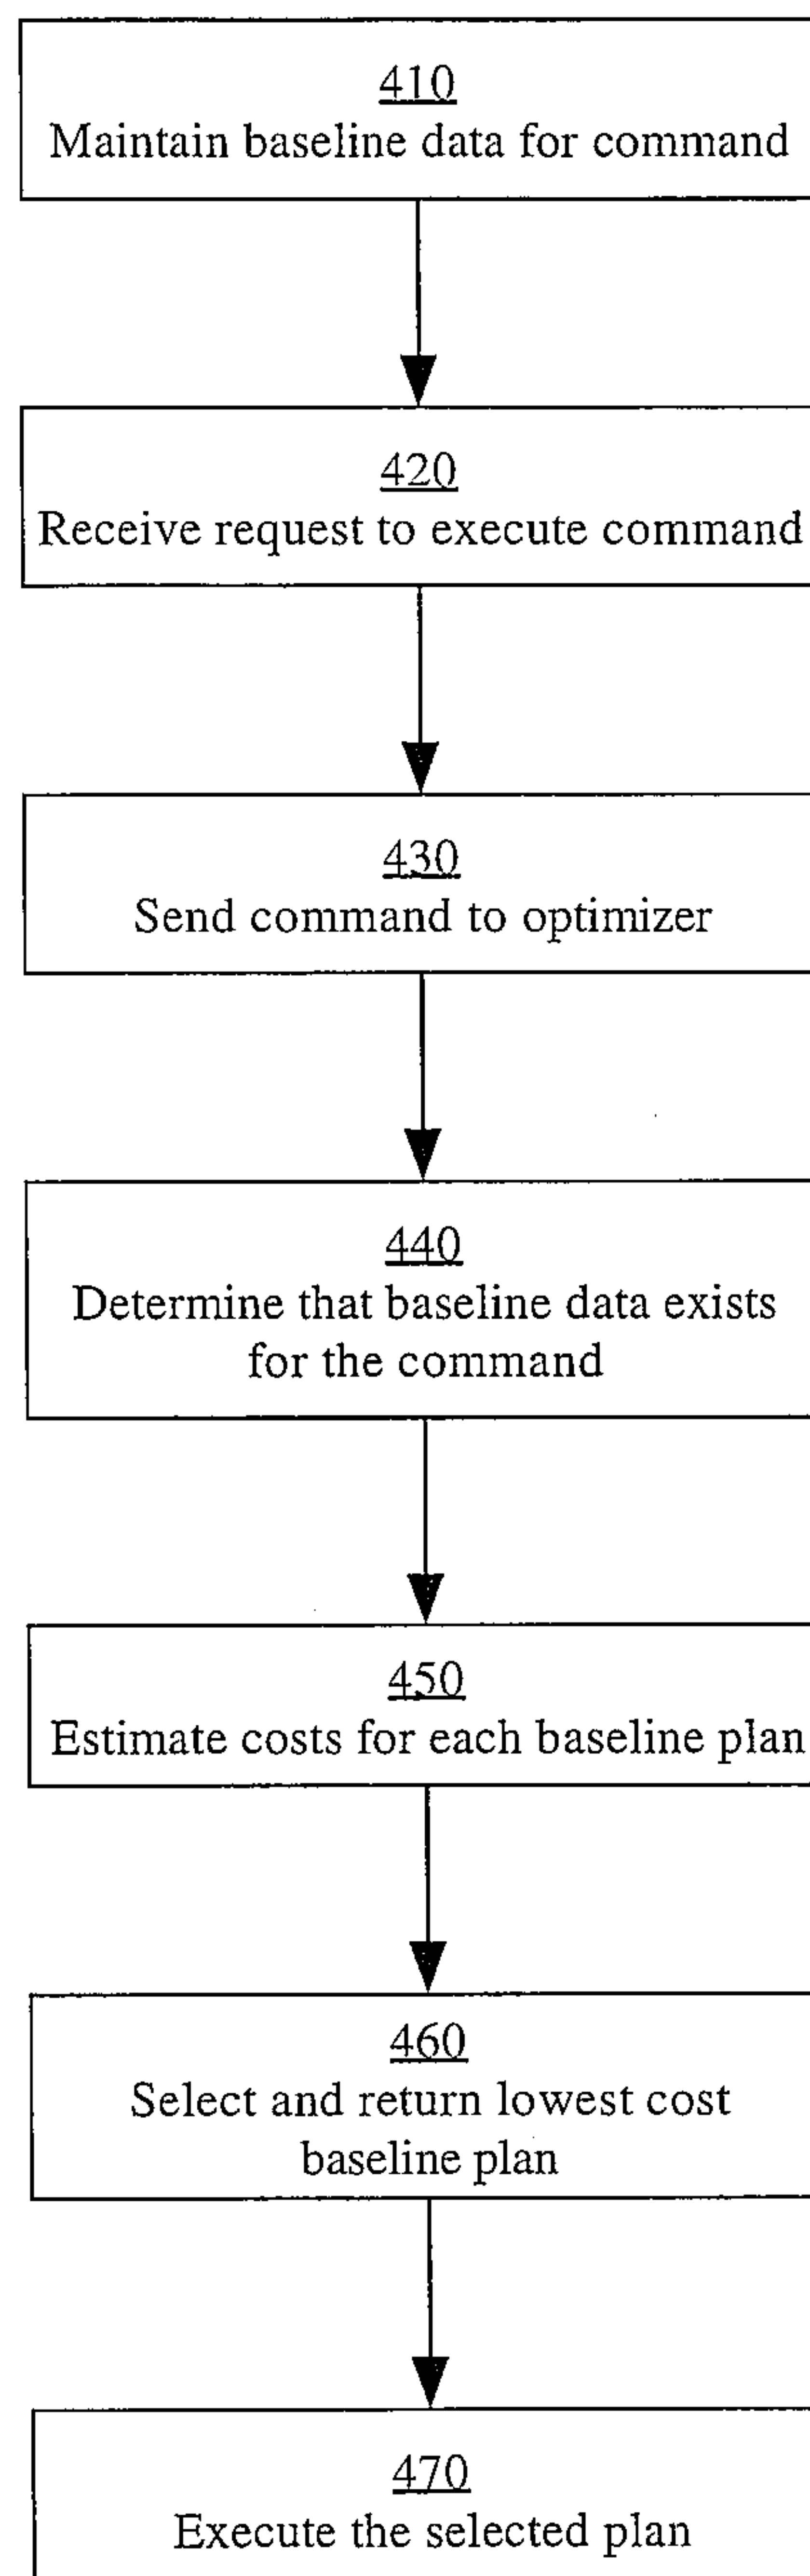 410
Maintain baseline data for command
420
Receive request to execute command
430
Send command to optimizer
440
Determine that baseline data exists
for the command
450
Estimate costs for each baseline plan
460
Select and return lowest cost
baseline plan
470
Execute the selected plan